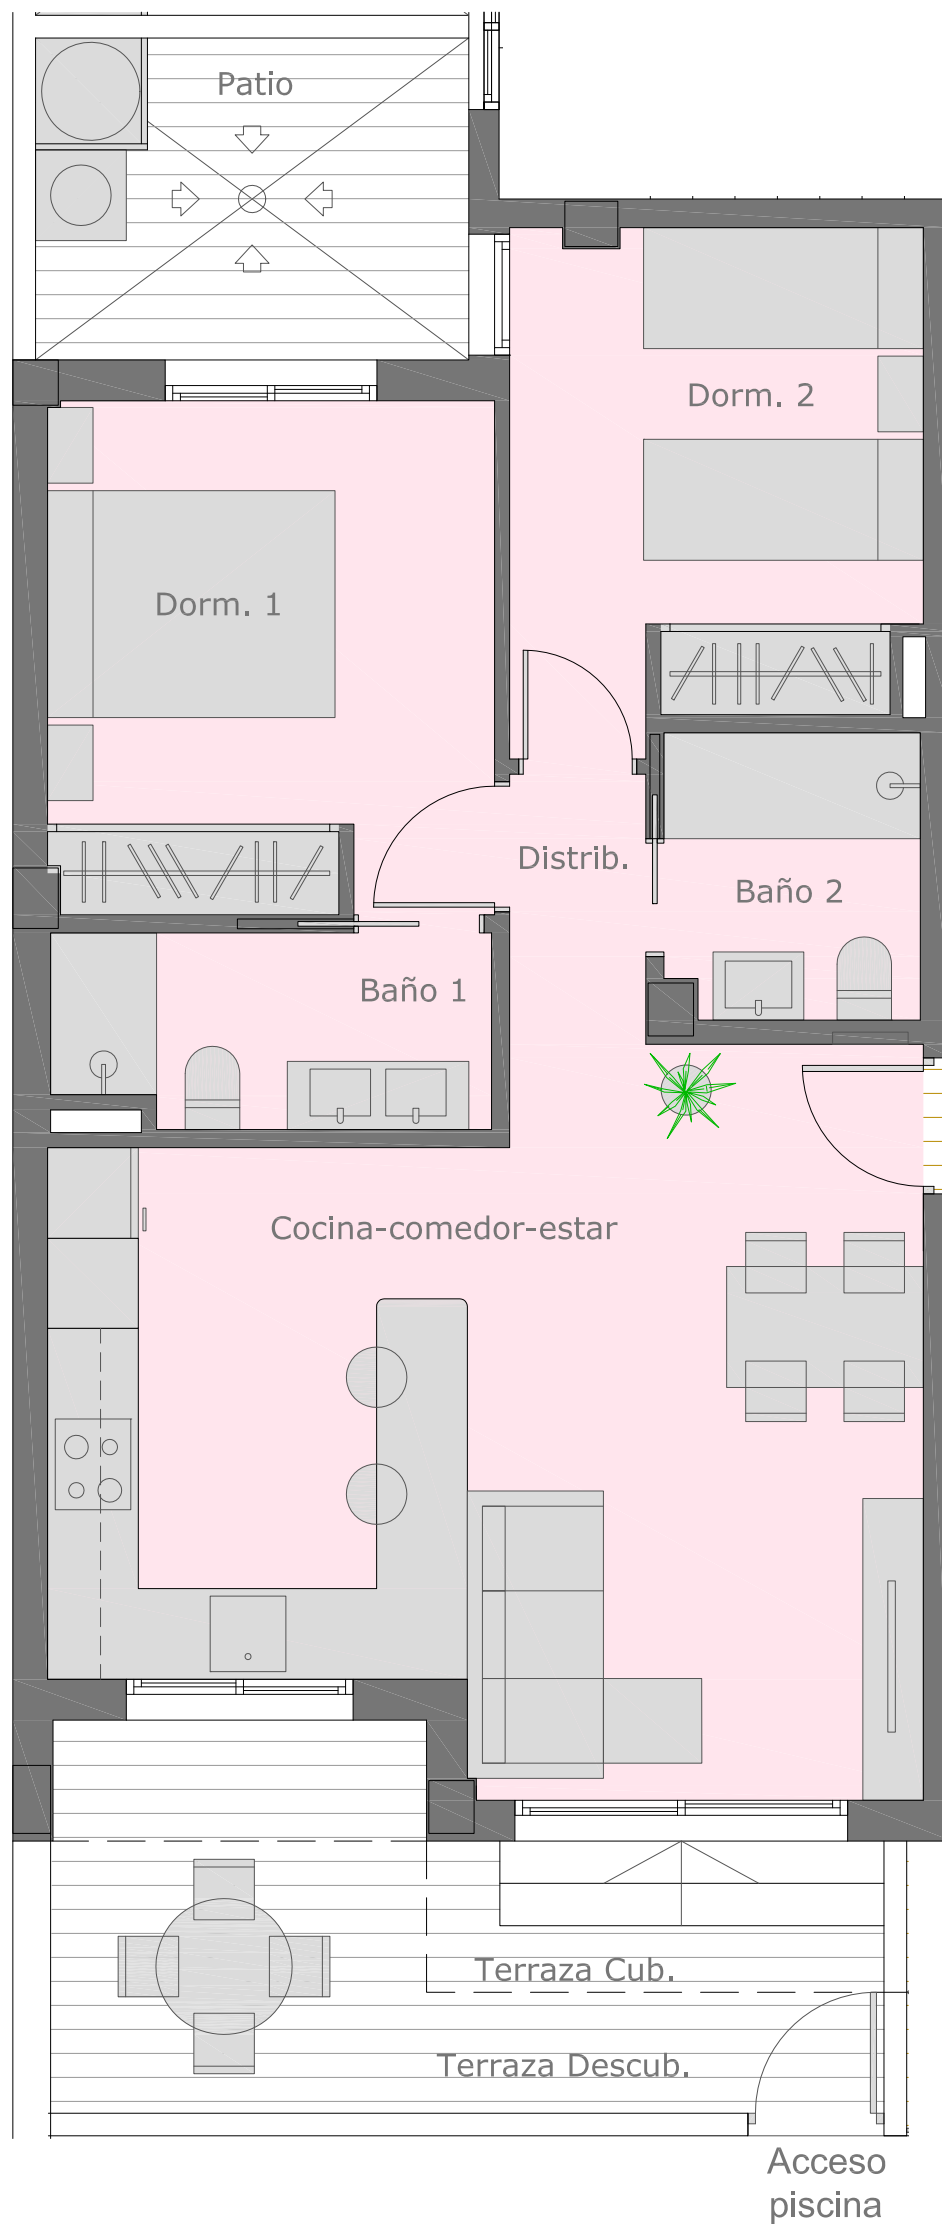 Patio
Dorm. 2
Dorm. 1
Distrib.
Baño 2
Baño 1
Cocina-comedor-estar
Terraza Cub.
Terraza Descub.
Acceso
piscina